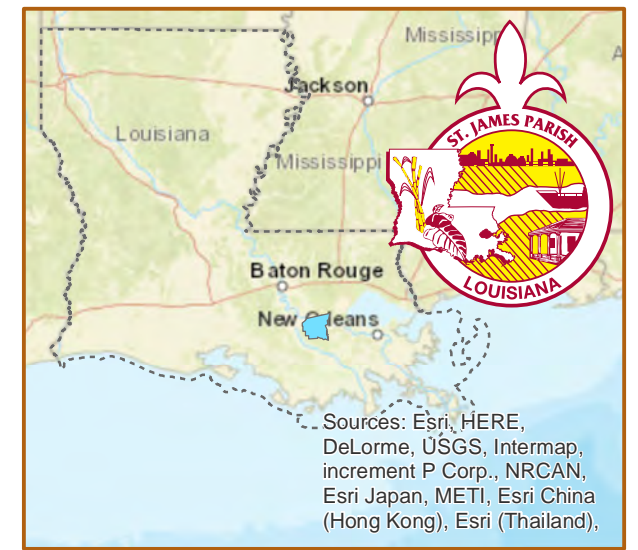 Mississipp
A
Jackson
Louisiana
Mississippi
ST. JAMES PARISH
LOUISIANA
Baton Rouge
New Orleans
Sources: Esri, HERE,
DeLorme, USGS, Intermap,
increment P Corp., NRCAN,
Esri Japan, METI, Esri China
(Hong Kong), Esri (Thailand),